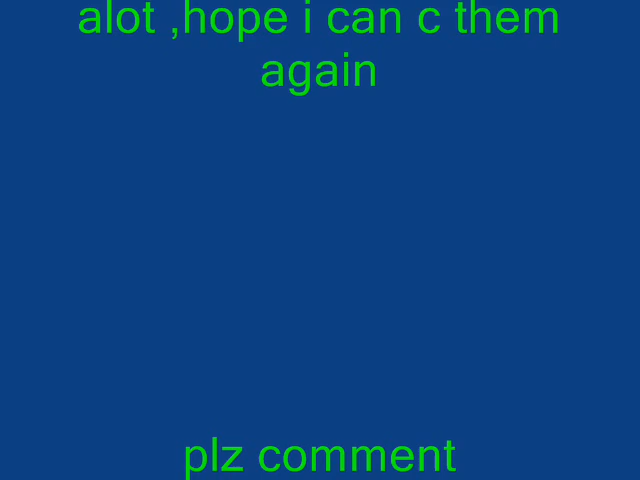 alot ,hope i can c them
again
plz comment